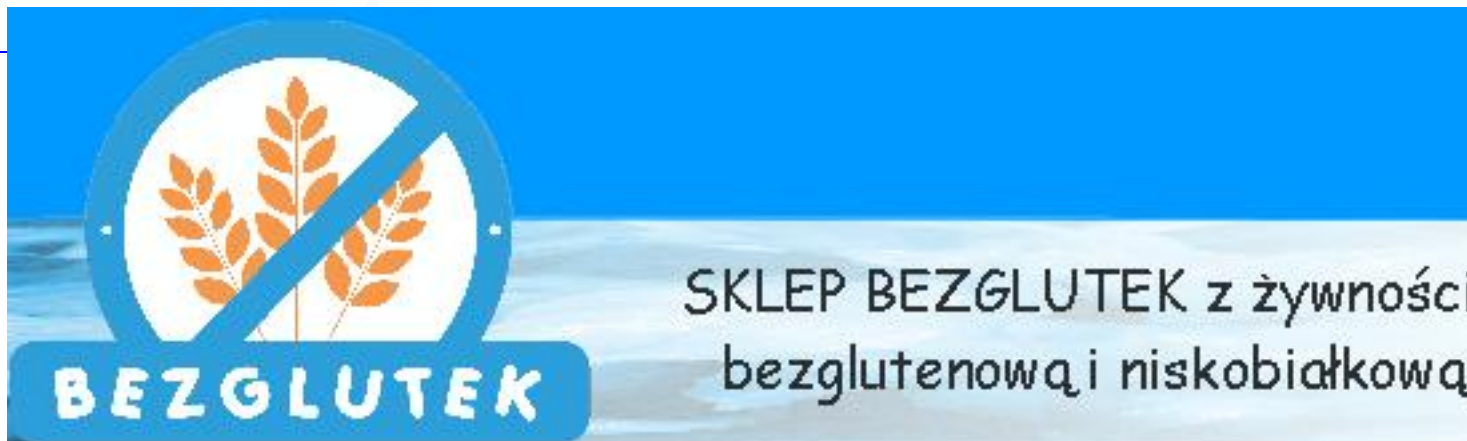 BEZGLUTEK
SKLEP BEZGLUTEK z żywności
bezglutenową i niskobiałkową